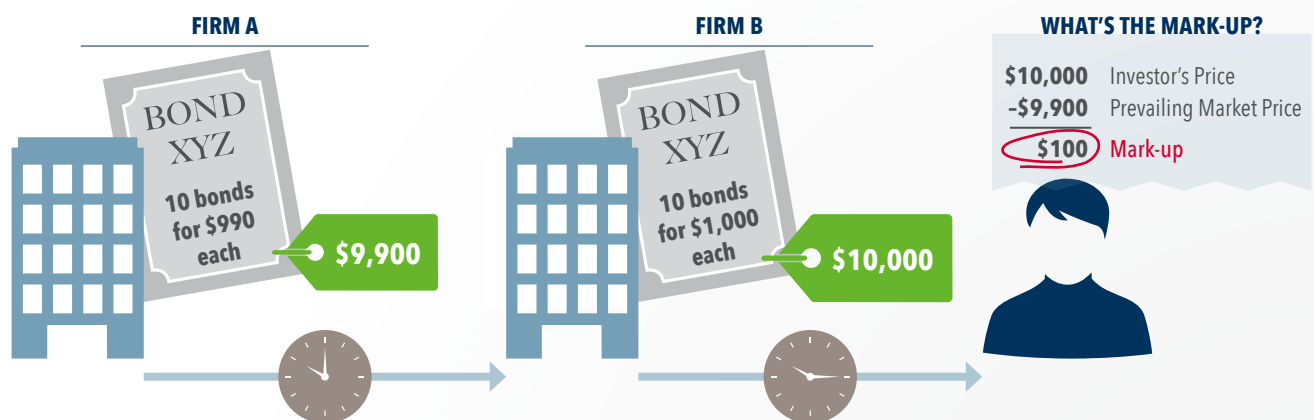 FIRM A
BOND
XYZ
10 bonds
for $990
each
$9,900
FIRM B
BOND
XYZ
10 bonds
for $1,000
each
$10,000
WHAT'S THE MARK-UP?
$10,000 Investor's Price
-$9,900 Prevailing Market Price
$100 Mark-up